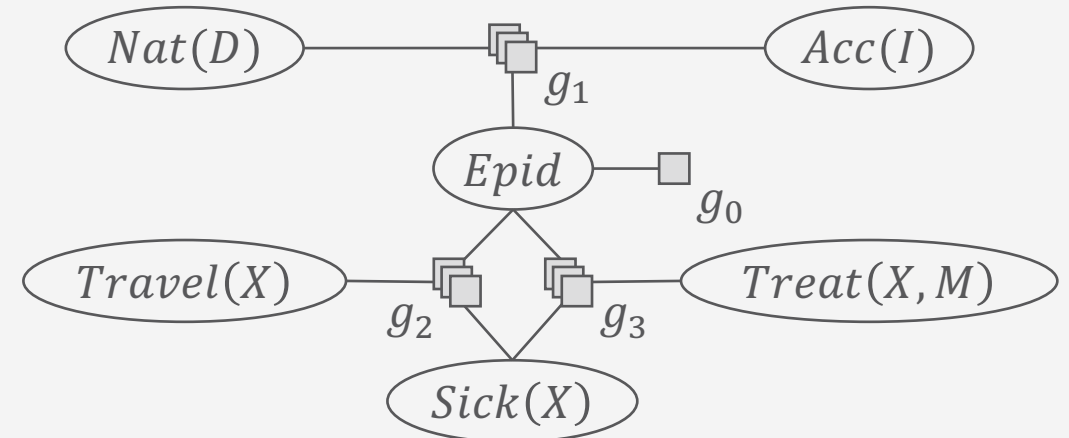 Nat(D) Acc(I)
g₁
Epid
g₀
Travel(X) Treat(X, M)
g₂ g₃
Sick(X)